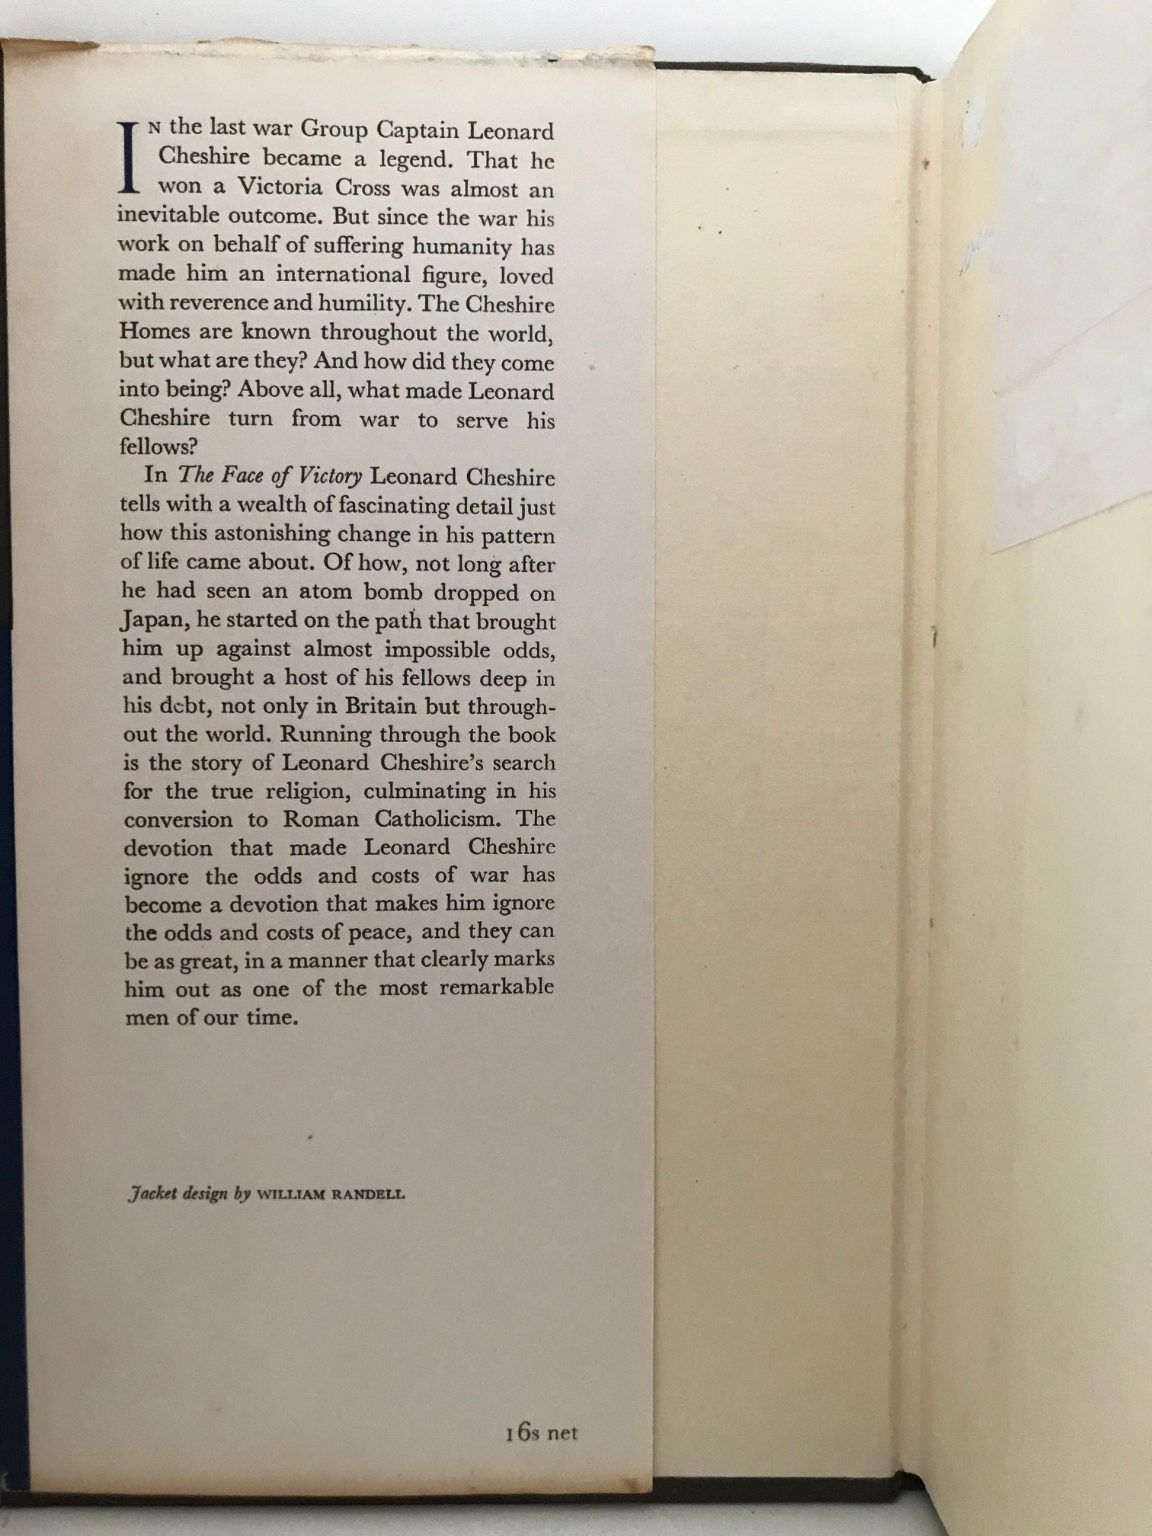 IN the last war Group Captain Leonard
Cheshire became a legend. That he
won a Victoria Cross was almost an
inevitable outcome. But since the war his
work on behalf of suffering humanity has
made him an international figure, loved
with reverence and humility. The Cheshire
Homes are known throughout the world,
but what are they? And how did they come
into being? Above all, what made Leonard
Cheshire turn from war to serve his
fellows?
In The Face of Victory Leonard Cheshire
tells with a wealth of fascinating detail just
how this astonishing change in his pattern
of life came about. Of how, not long after
he had seen an atom bomb dropped on
Japan, he started on the path that brought
him up against almost impossible odds,
and brought a host of his fellows deep in
his debt, not only in Britain but through-
out the world. Running through the book
is the story of Leonard Cheshire's search
for the true religion, culminating in his
conversion to Roman Catholicism. The
devotion that made Leonard Cheshire
ignore the odds and costs of war has
become a devotion that makes him ignore
the odds and costs of peace, and they can
be as great, in a manner that clearly marks
him out as one of the most remarkable
men of our time.
Jacket design by WILLIAM RANDELL
16s net